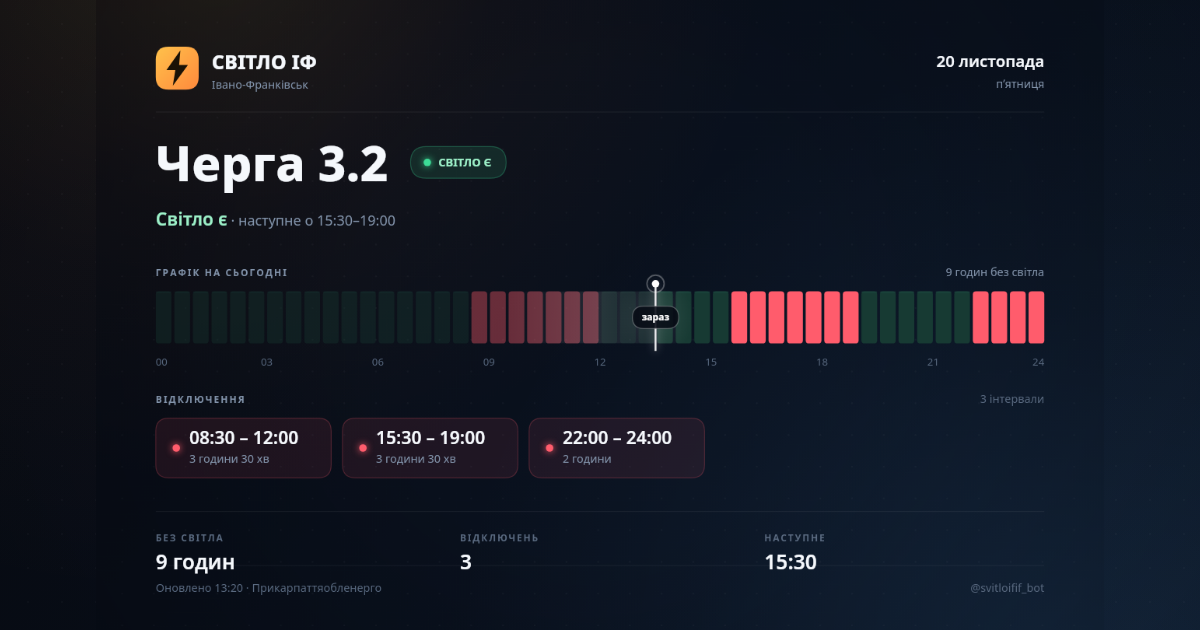 СВІТЛО ІФ
Івано-Франківськ
20 листопада
п'ятниця
Черга 3.2
СВІТЛО Є
Світло є · наступне о 15:30–19:00
ГРАФІК НА СЬОГОДНІ
9 годин без світла
зараз
00 03 06 09 12 15 18 21 24
ВІДКЛЮЧЕННЯ
3 інтервали
08:30 – 12:00
3 години 30 хв
15:30 – 19:00
3 години 30 хв
22:00 – 24:00
2 години
БЕЗ СВІТЛА
9 годин
ВІДКЛЮЧЕНЬ
3
НАСТУПНЕ
15:30
Оновлено 13:20 · Прикарпаттяобленерго
@svitloifif_bot